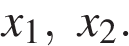 x₁, x₂.